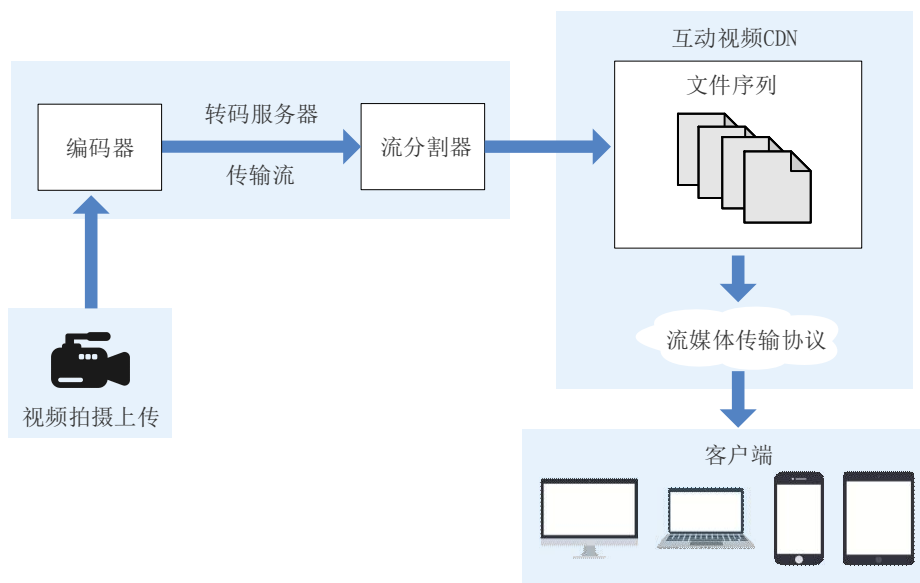 互动视频CDN
文件序列
转码服务器
编码器
流分割器
传输流
流媒体传输协议
视频拍摄上传
客户端